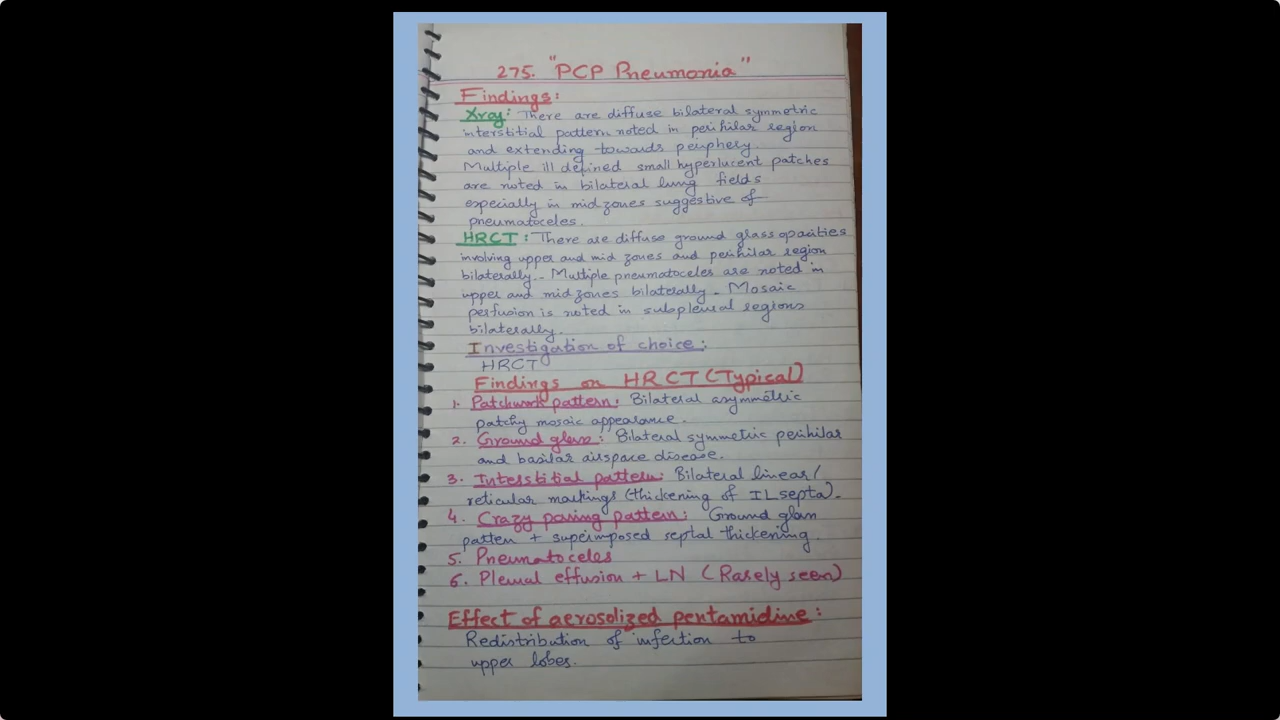 275. "PCP Pneumonia"
Findings:
Xray: There are diffuse bilateral symmetric
interstitial pattern noted in perihilar region
and extending towards periphery.
Multiple ill defined small hyperlucent patches
are noted in bilateral lung fields
especially in mid zones suggestive of
pneumatoceles.
HRCT: There are diffuse ground glass opacities
involving upper and mid zones and perihilar region
bilaterally. Multiple pneumatoceles are noted in
upper and mid zones bilaterally - Mosaic
perfusion is noted in subpleural regions
bilaterally.
Investigation of choice:
HRCT
Findings on HRCT (Typical)
1. Patchwork pattern: Bilateral asymmetric
patchy mosaic appearance.
2. Ground glass: Bilateral symmetric perihilar
and basilar airspace disease.
3. Interstitial pattern: Bilateral linear/
reticular markings (thickening of IL septa).
4. Crazy paving pattern: Ground glass
pattern + superimposed septal thickening.
5. Pneumatoceles
6. Pleural effusion + LN (Rarely seen)
Effect of aerosolized pentamidine:
Redistribution of infection to
upper lobes.